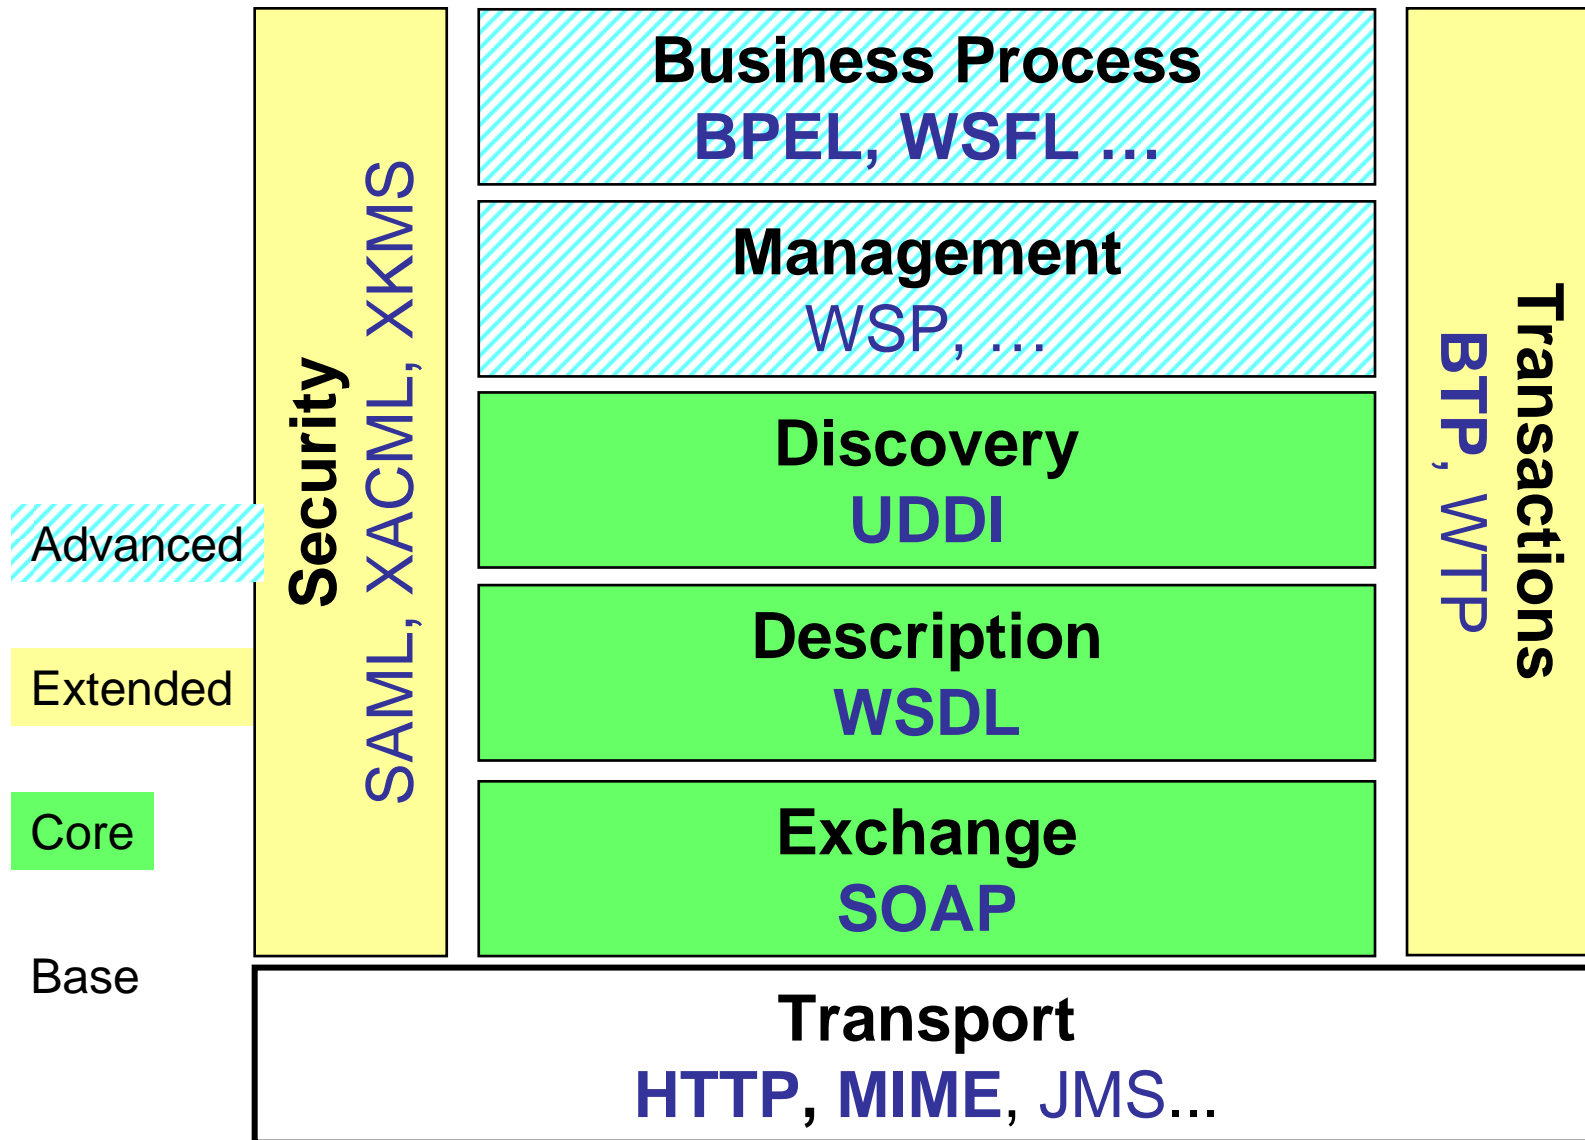 Business Process
BPEL, WSFL …
Management
WSP, …
Discovery
UDDI
Description
WSDL
Exchange
SOAP
Transport
HTTP, MIME, JMS...
Security
SAML, XACML, XKMS
Transactions
BTP, WTP
Advanced
Extended
Core
Base